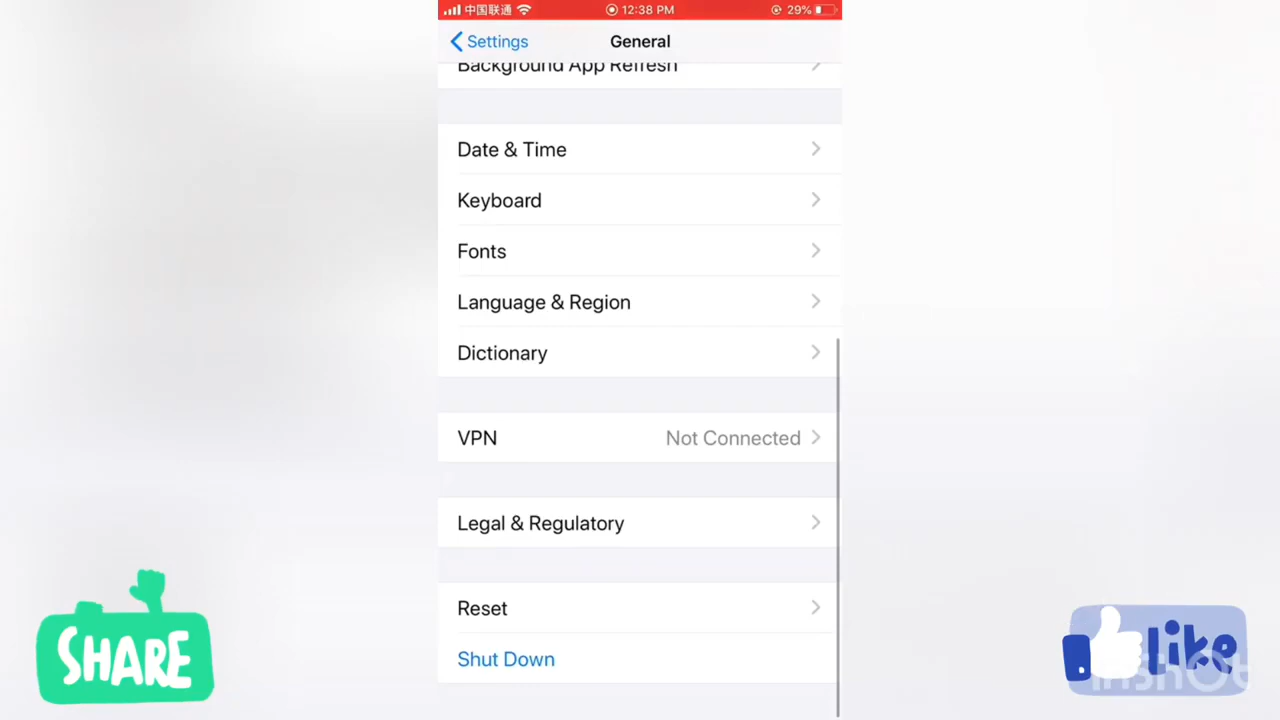 中国联通 12:38 PM 29%
Settings General
Background App Refresh
Date & Time
Keyboard
Fonts
Language & Region
Dictionary
VPN Not Connected
Legal & Regulatory
Reset
Shut Down
SHARE
like
InShOt